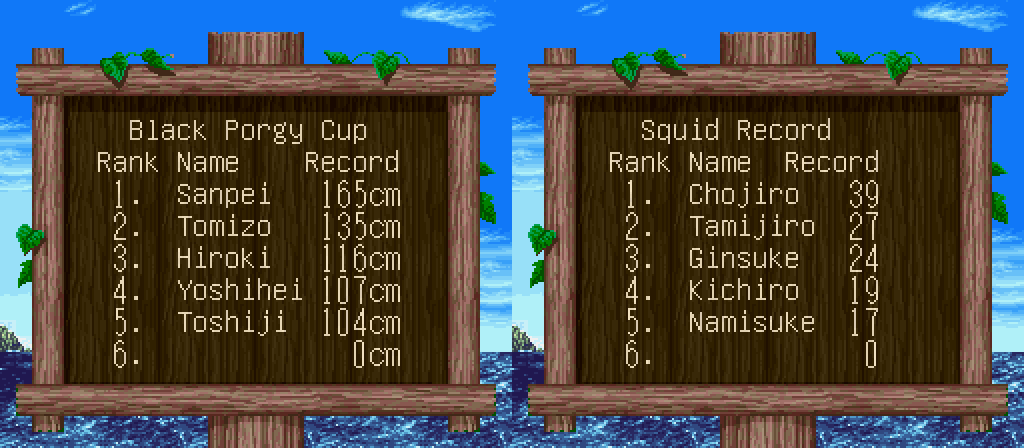 Black Porgy Cup
Rank Name Record
1. Sanpei 165cm
2. Tomizo 135cm
3. Hiroki 116cm
4. Yoshihei 107cm
5. Toshiji 104cm
6. 0cm
Squid Record
Rank Name Record
1. Chojiro 39
2. Tamijiro 27
3. Ginsuke 24
4. Kichiro 19
5. Namisuke 17
6. 0